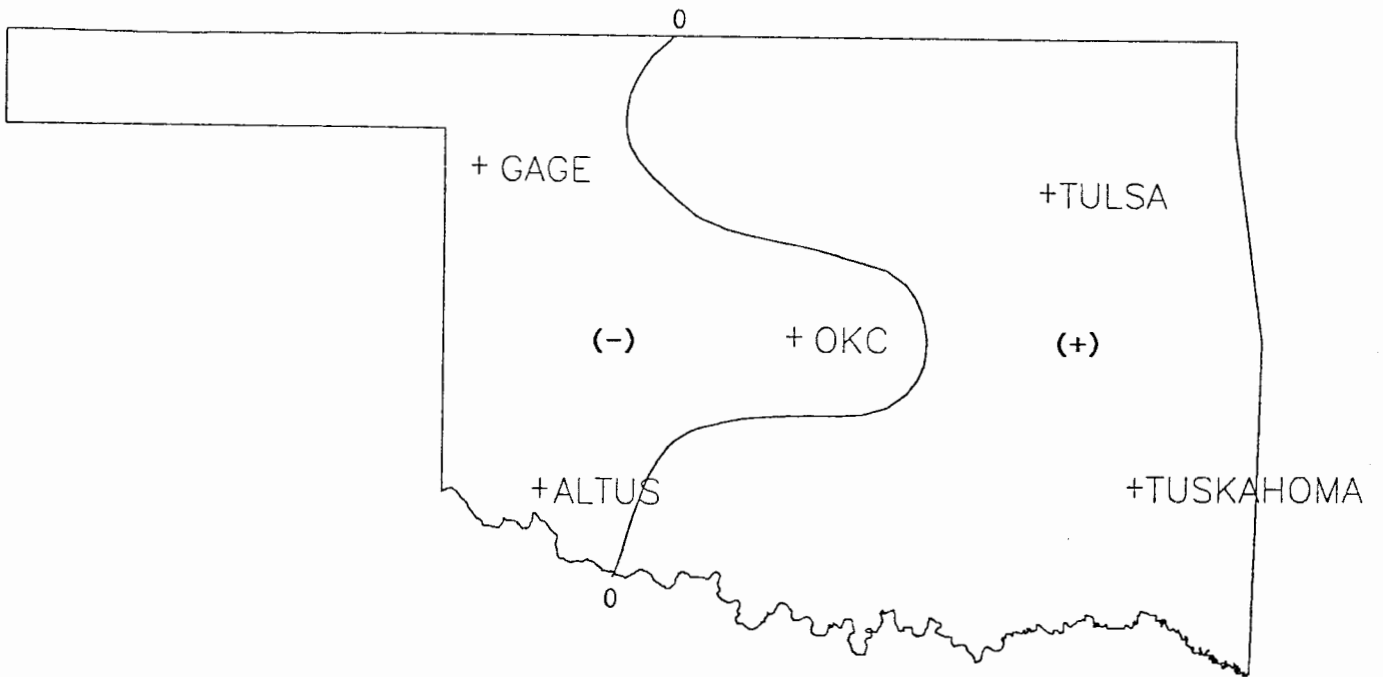 0
+ GAGE
+TULSA
(-)
+ OKC
(+)
+ALTUS
+TUSKAHOMA
0